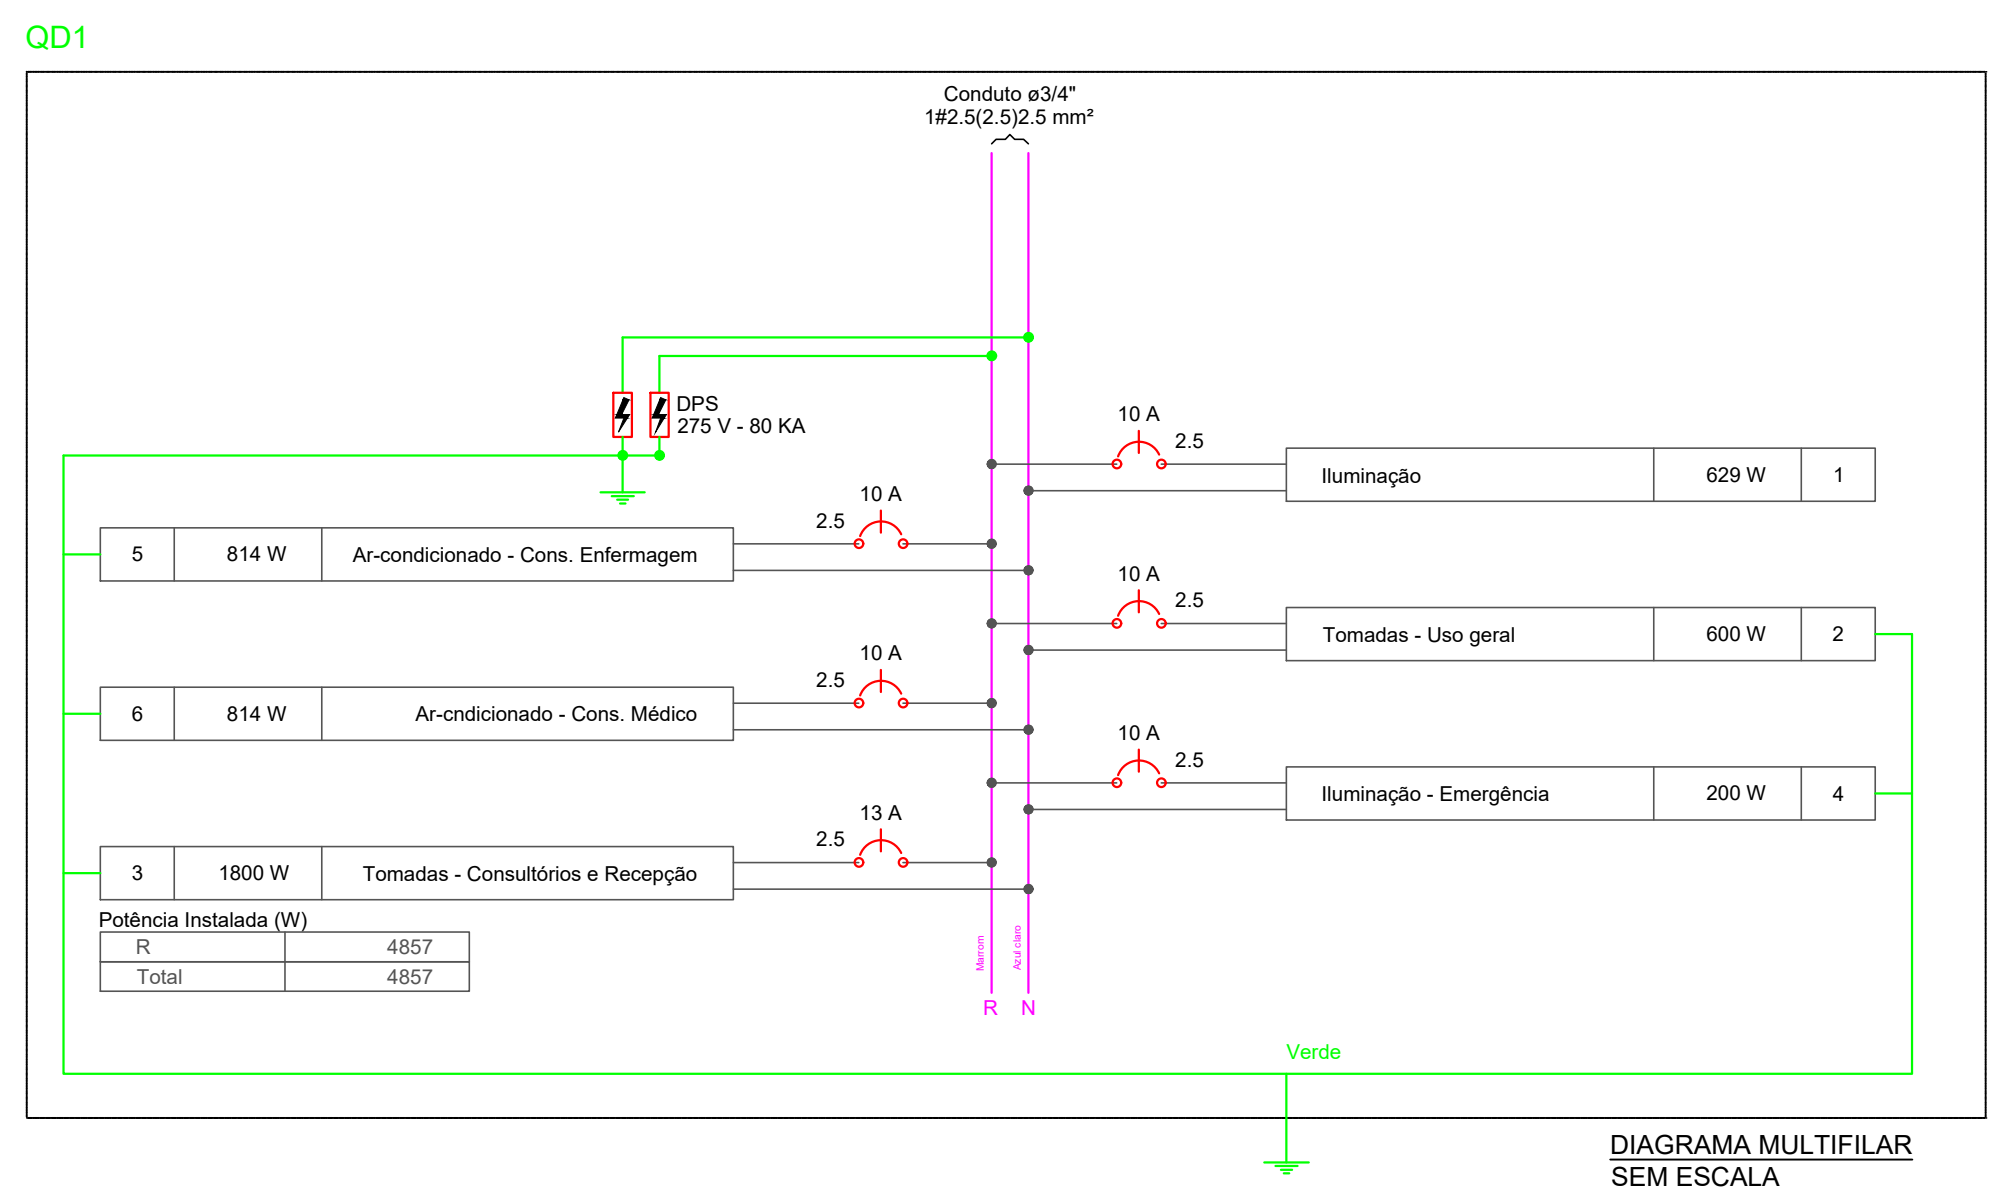 QD1
Conduto ø3/4"
1#2.5(2.5)2.5 mm²
DPS
275 V - 80 KA
10 A
2.5
Iluminação 629 W 1
10 A
2.5
5 814 W Ar-condicionado - Cons. Enfermagem
10 A
2.5
Tomadas - Uso geral 600 W 2
10 A
2.5
6 814 W Ar-cndicionado - Cons. Médico
10 A
2.5
Iluminação - Emergência 200 W 4
13 A
2.5
3 1800 W Tomadas - Consultórios e Recepção
Potência Instalada (W)
R 4857
Total 4857
Marrom
Azul claro
R N
Verde
DIAGRAMA MULTIFILAR
SEM ESCALA